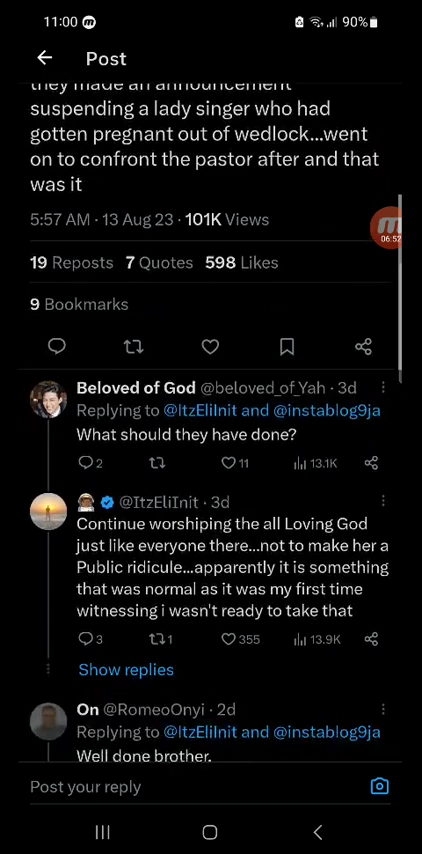 11:00
90%
Post
they made an announcement
suspending a lady singer who had
gotten pregnant out of wedlock...went
on to confront the pastor after and that
was it
5:57 AM · 13 Aug 23 · 101K Views
06:52
19 Reposts 7 Quotes 598 Likes
9 Bookmarks
Beloved of God @beloved_of_Yah · 3d
Replying to @ItzEliInit and @instablog9ja
What should they have done?
2 11 13.1K
@ItzEliInit · 3d
Continue worshiping the all Loving God
just like everyone there...not to make her a
Public ridicule...apparently it is something
that was normal as it was my first time
witnessing i wasn't ready to take that
3 1 355 13.9K
Show replies
On @RomeoOnyi · 2d
Replying to @ItzEliInit and @instablog9ja
Well done brother.
Post your reply